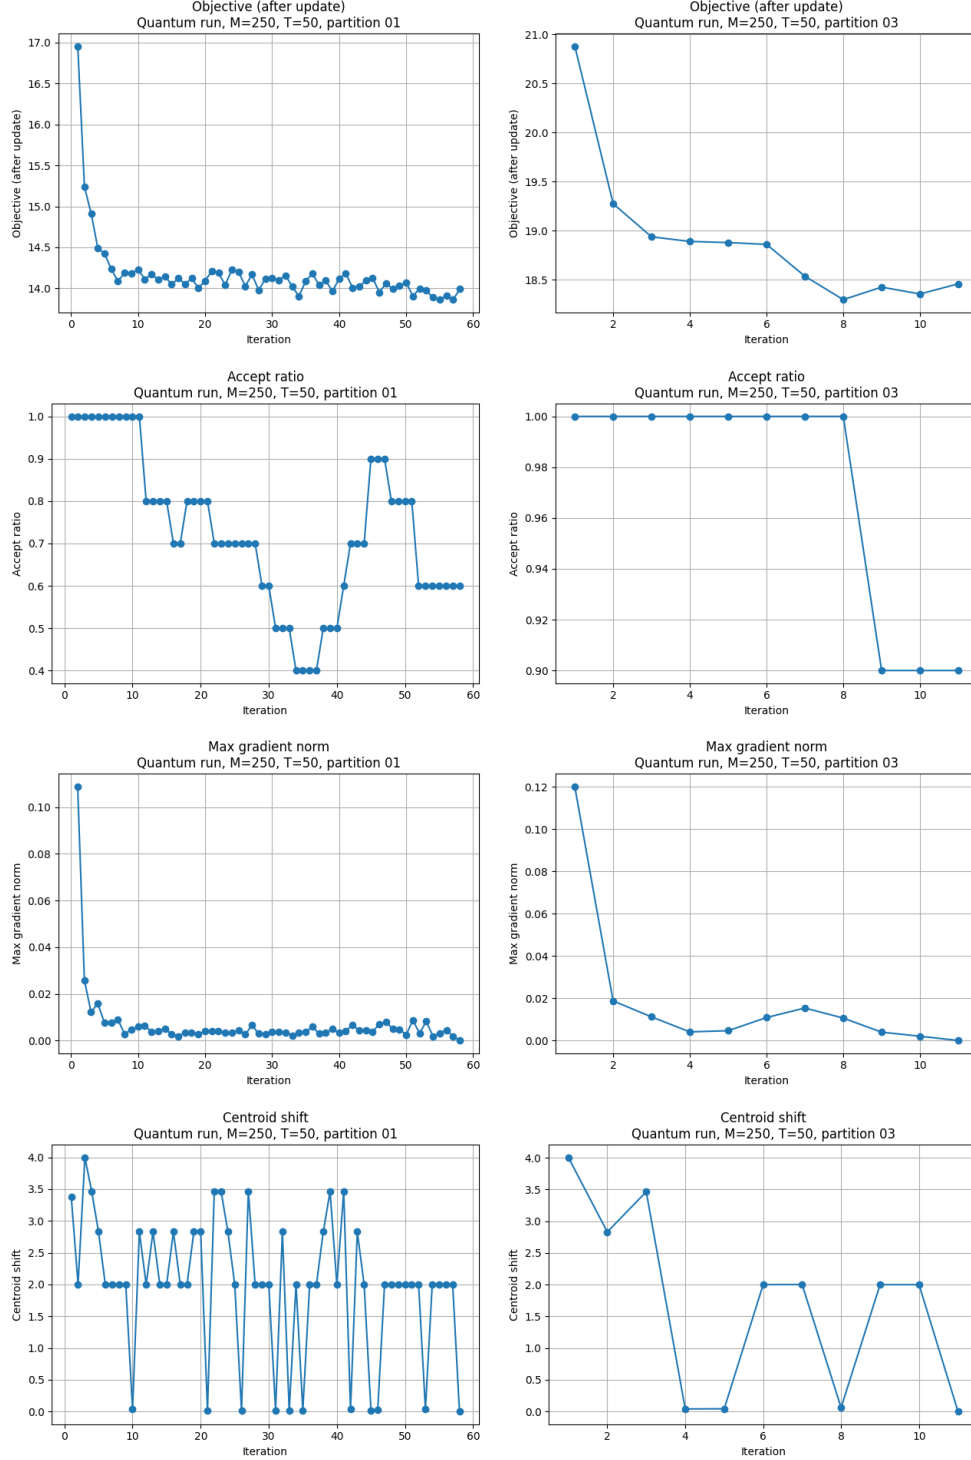 Objective (after update)
Quantum run, M=250, T=50, partition 01
17.0
16.5
16.0
15.5
15.0
14.5
14.0
Objective (after update)
0 10 20 30 40 50 60
Iteration
Objective (after update)
Quantum run, M=250, T=50, partition 03
21.0
20.5
20.0
19.5
19.0
18.5
Objective (after update)
2 4 6 8 10
Iteration
Accept ratio
Quantum run, M=250, T=50, partition 01
1.0
0.9
0.8
0.7
0.6
0.5
0.4
Accept ratio
0 10 20 30 40 50 60
Iteration
Accept ratio
Quantum run, M=250, T=50, partition 03
1.00
0.98
0.96
0.94
0.92
0.90
Accept ratio
2 4 6 8 10
Iteration
Max gradient norm
Quantum run, M=250, T=50, partition 01
0.10
0.08
0.06
0.04
0.02
0.00
Max gradient norm
0 10 20 30 40 50 60
Iteration
Max gradient norm
Quantum run, M=250, T=50, partition 03
0.12
0.10
0.08
0.06
0.04
0.02
0.00
Max gradient norm
2 4 6 8 10
Iteration
Centroid shift
Quantum run, M=250, T=50, partition 01
4.0
3.5
3.0
2.5
2.0
1.5
1.0
0.5
0.0
Centroid shift
0 10 20 30 40 50 60
Iteration
Centroid shift
Quantum run, M=250, T=50, partition 03
4.0
3.5
3.0
2.5
2.0
1.5
1.0
0.5
0.0
Centroid shift
2 4 6 8 10
Iteration